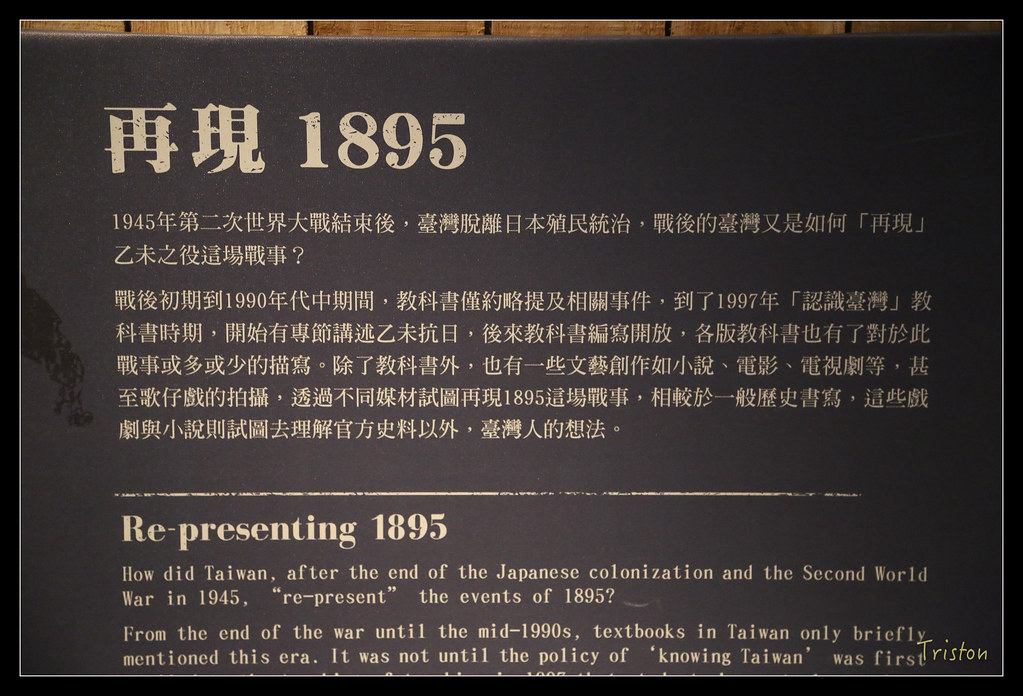 再現 1895
1945年第二次世界大戰結束後，臺灣脫離日本殖民統治，戰後的臺灣又是如何「再現」
乙未之役這場戰事？
戰後初期到1990年代中期間，教科書僅約略提及相關事件，到了1997年「認識臺灣」教
科書時期，開始有專節講述乙未抗日，後來教科書編寫開放，各版教科書也有了對於此
戰事或多或少的描寫。除了教科書外，也有一些文藝創作如小說、電影、電視劇等，甚
至歌仔戲的拍攝，透過不同媒材試圖再現1895這場戰事，相較於一般歷史書寫，這些戲
劇與小說則試圖去理解官方史料以外，臺灣人的想法。
Re-presenting 1895
How did Taiwan, after the end of the Japanese colonization and the Second World
War in 1945, “re-present” the events of 1895?
From the end of the war until the mid-1990s, textbooks in Taiwan only briefly
mentioned this era. It was not until the policy of ‘knowing Taiwan’ was first
Triston